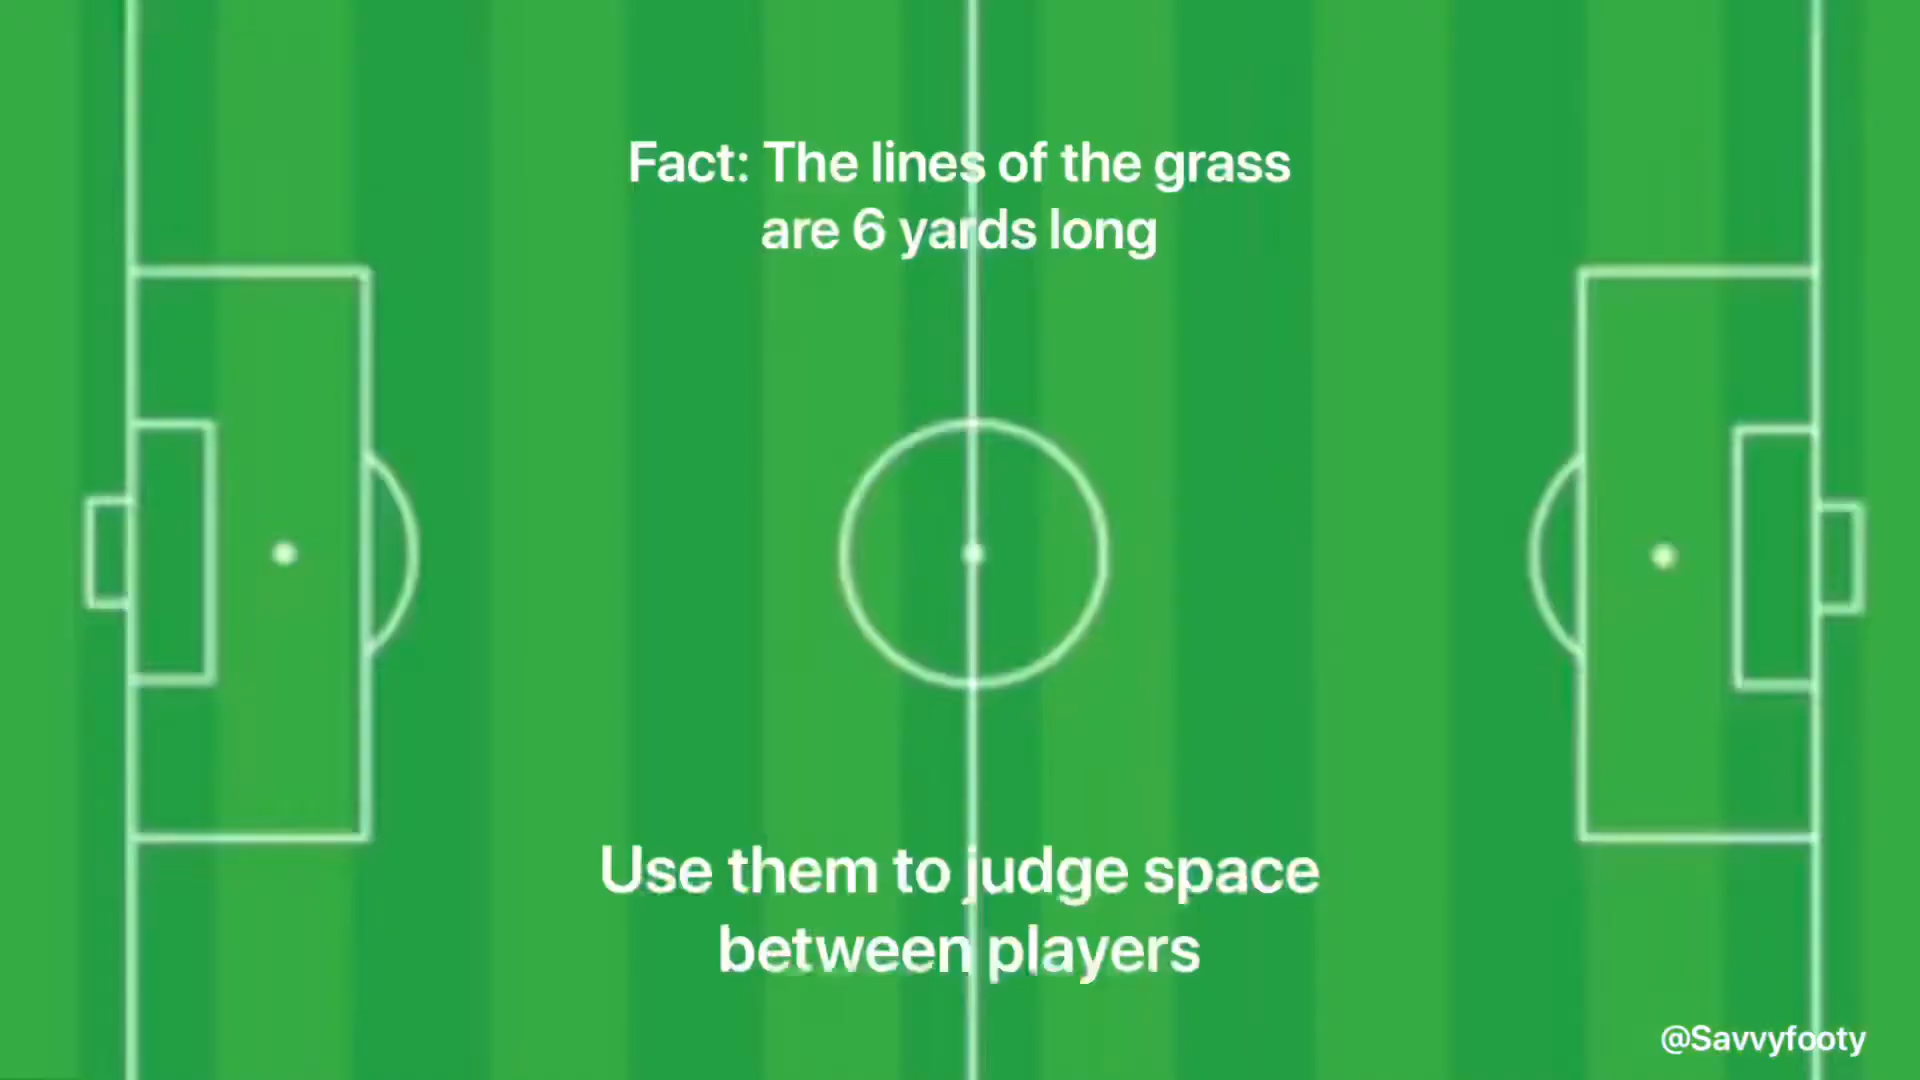 Fact: The lines of the grass
are 6 yards long
Use them to judge space
between players
@Savvyfooty